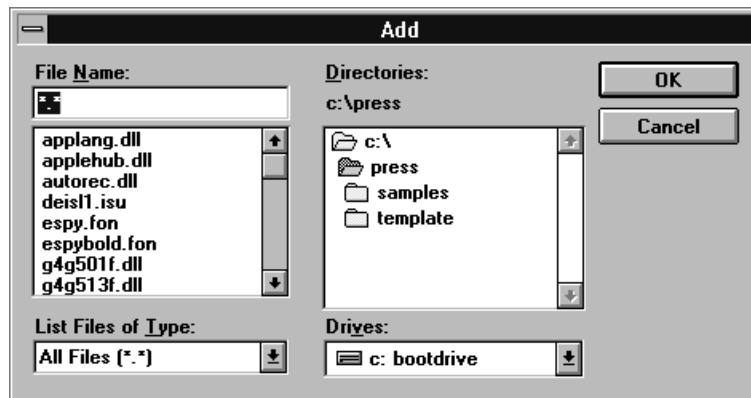 Add
File Name:
*.*
applang.dll
applehub.dll
autorec.dll
deisl1.isu
espy.fon
espybold.fon
g4g501f.dll
g4g513f.dll
List Files of Type:
All Files (*.*)
Directories:
c:\press
c:\
press
samples
template
Drives:
c: bootdrive
OK
Cancel